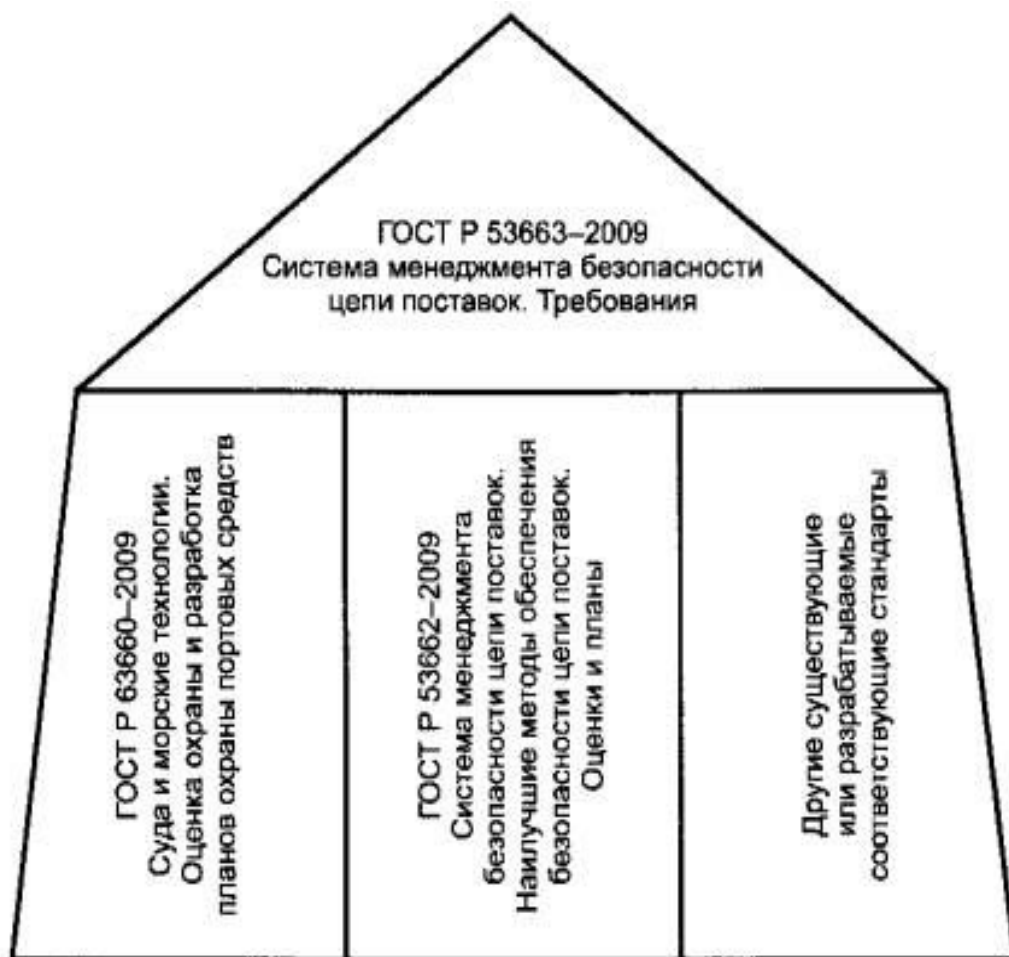 ГОСТ Р 53663–2009
Система менеджмента безопасности
цепи поставок. Требования
ГОСТ Р 63660–2009
Суда и морские технологии.
Оценка охраны и разработка
планов охраны портовых средств
ГОСТ Р 53662–2009
Система менеджмента
безопасности цепи поставок.
Наилучшие методы обеспечения
безопасности цепи поставок.
Оценки и планы
Другие существующие
или разрабатываемые
соответствующие стандарты